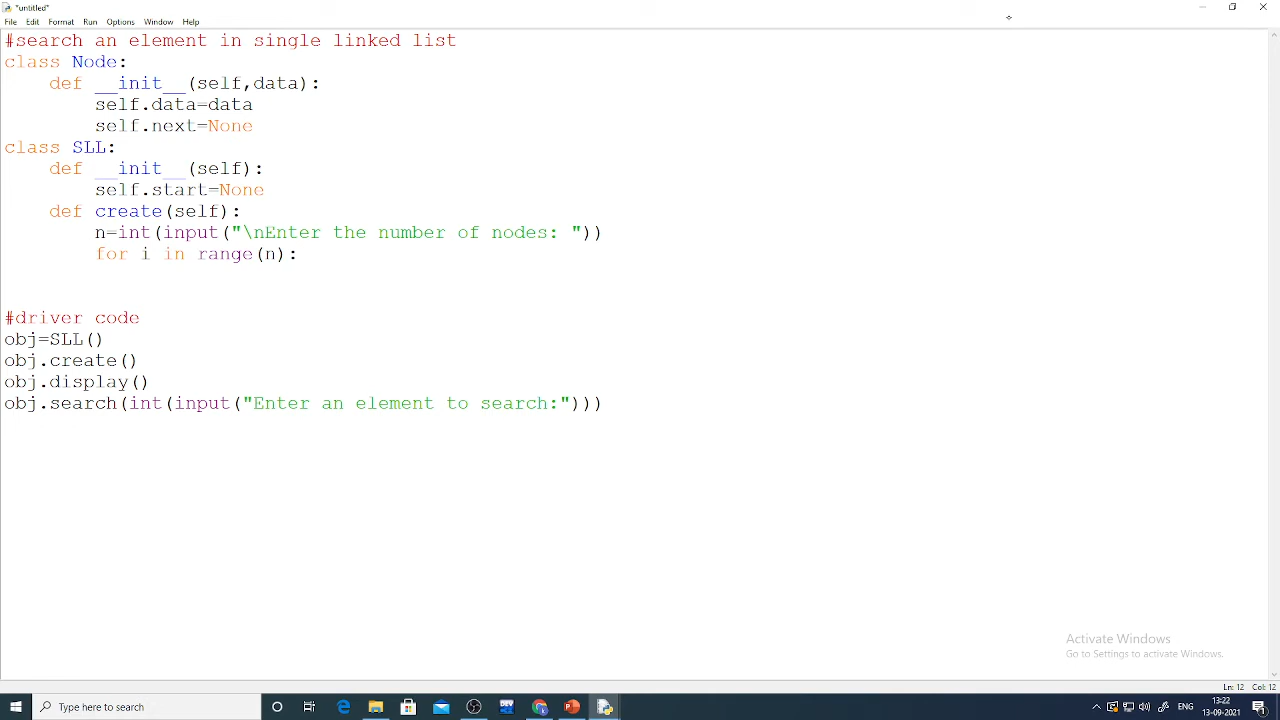 *untitled*
File Edit Format Run Options Window Help
#search an element in single linked list
class Node:
    def __init__(self,data):
        self.data=data
        self.next=None
class SLL:
    def __init__(self):
        self.start=None
    def create(self):
        n=int(input("\nEnter the number of nodes: "))
        for i in range(n):
#driver code
obj=SLL()
obj.create()
obj.display()
obj.search(int(input("Enter an element to search:")))
Activate Windows
Go to Settings to activate Windows.
Ln: 12 Col: 12
Type here to search
ENG
13:22
13-09-2021